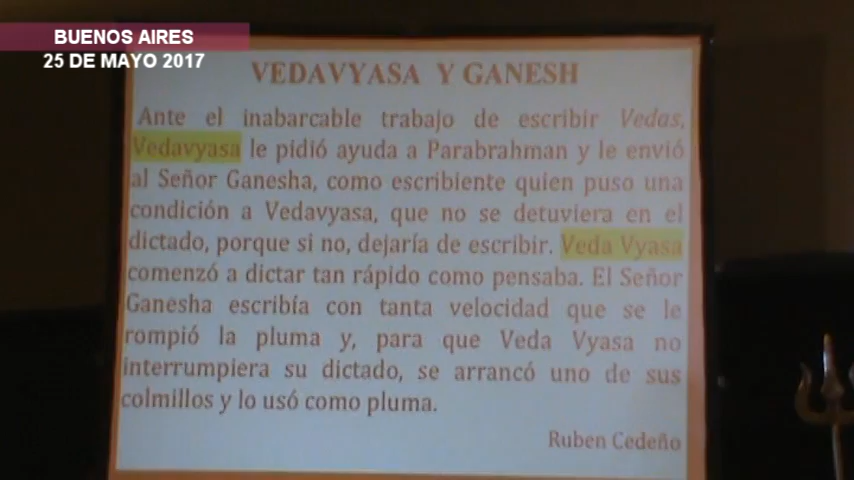 BUENOS AIRES
25 DE MAYO 2017
VEDAVYASA Y GANESH
Ante el inabarcable trabajo de escribir Vedas,
Vedavyasa le pidió ayuda a Parabrahman y le envió
al Señor Ganesha, como escribiente quien puso una
condición a Vedavyasa, que no se detuviera en el
dictado, porque si no, dejaría de escribir. Veda Vyasa
comenzó a dictar tan rápido como pensaba. El Señor
Ganesha escribía con tanta velocidad que se le
rompió la pluma y, para que Veda Vyasa no
interrumpiera su dictado, se arrancó uno de sus
colmillos y lo usó como pluma.
Ruben Cedeño